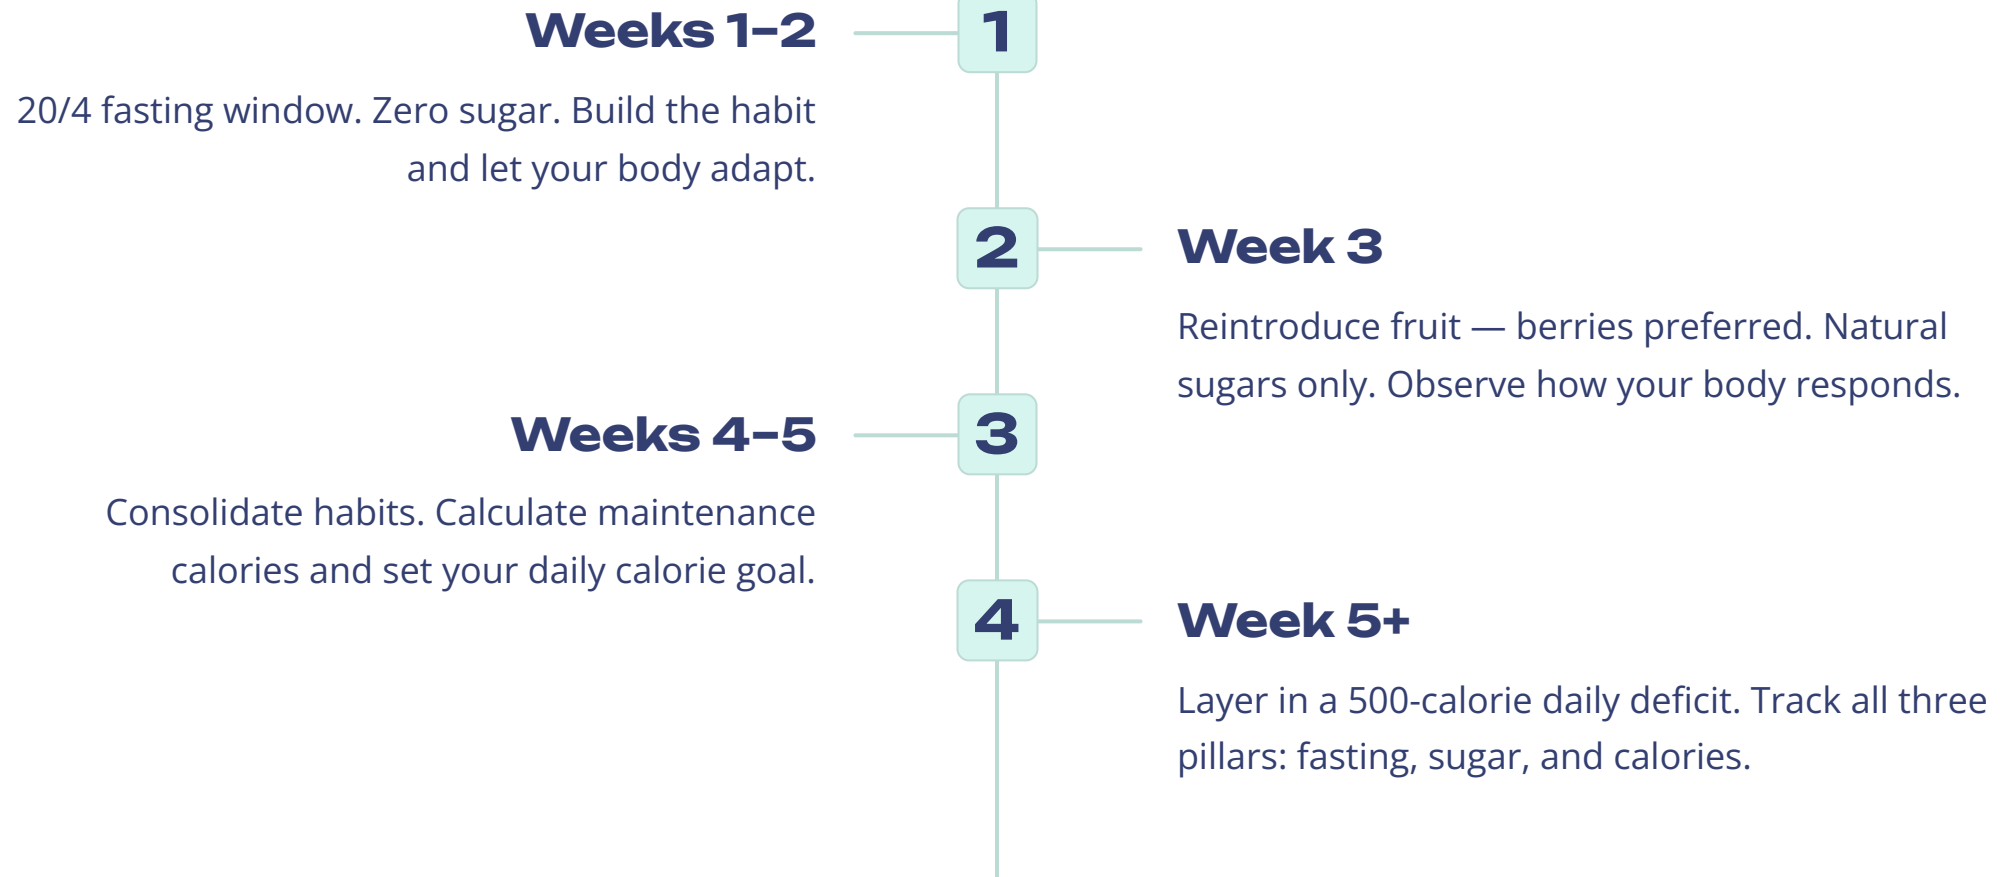 Weeks 1–2
1
20/4 fasting window. Zero sugar. Build the habit
and let your body adapt.
2
Week 3
Reintroduce fruit — berries preferred. Natural
sugars only. Observe how your body responds.
Weeks 4–5
3
Consolidate habits. Calculate maintenance
calories and set your daily calorie goal.
4
Week 5+
Layer in a 500-calorie daily deficit. Track all three
pillars: fasting, sugar, and calories.